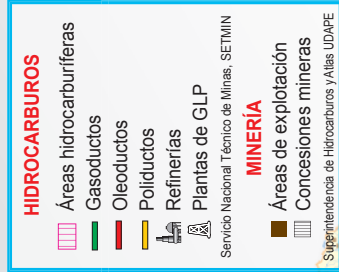 HIDROCARBUROS
Áreas hidrocarburíferas
Gasoductos
Oleoductos
Poliductos
Refinerías
Plantas de GLP
Servicio Nacional Técnico de Minas, SETMIN
MINERÍA
Áreas de explotación
Concesiones mineras
Superintendencia de Hidrocarburos y Atlas UDAPE